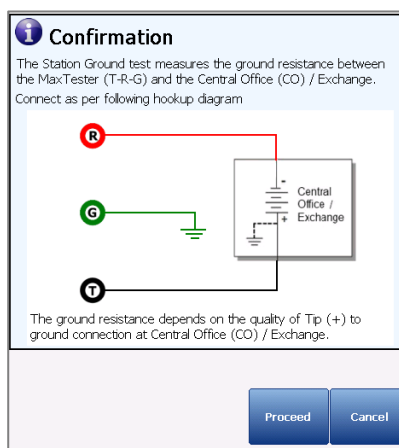 Confirmation
The Station Ground test measures the ground resistance between
the MaxTester (T-R-G) and the Central Office (CO) / Exchange.
Connect as per following hookup diagram
R
-
Central
Office /
Exchange
+
G
T
The ground resistance depends on the quality of Tip (+) to
ground connection at Central Office (CO) / Exchange.
Proceed
Cancel